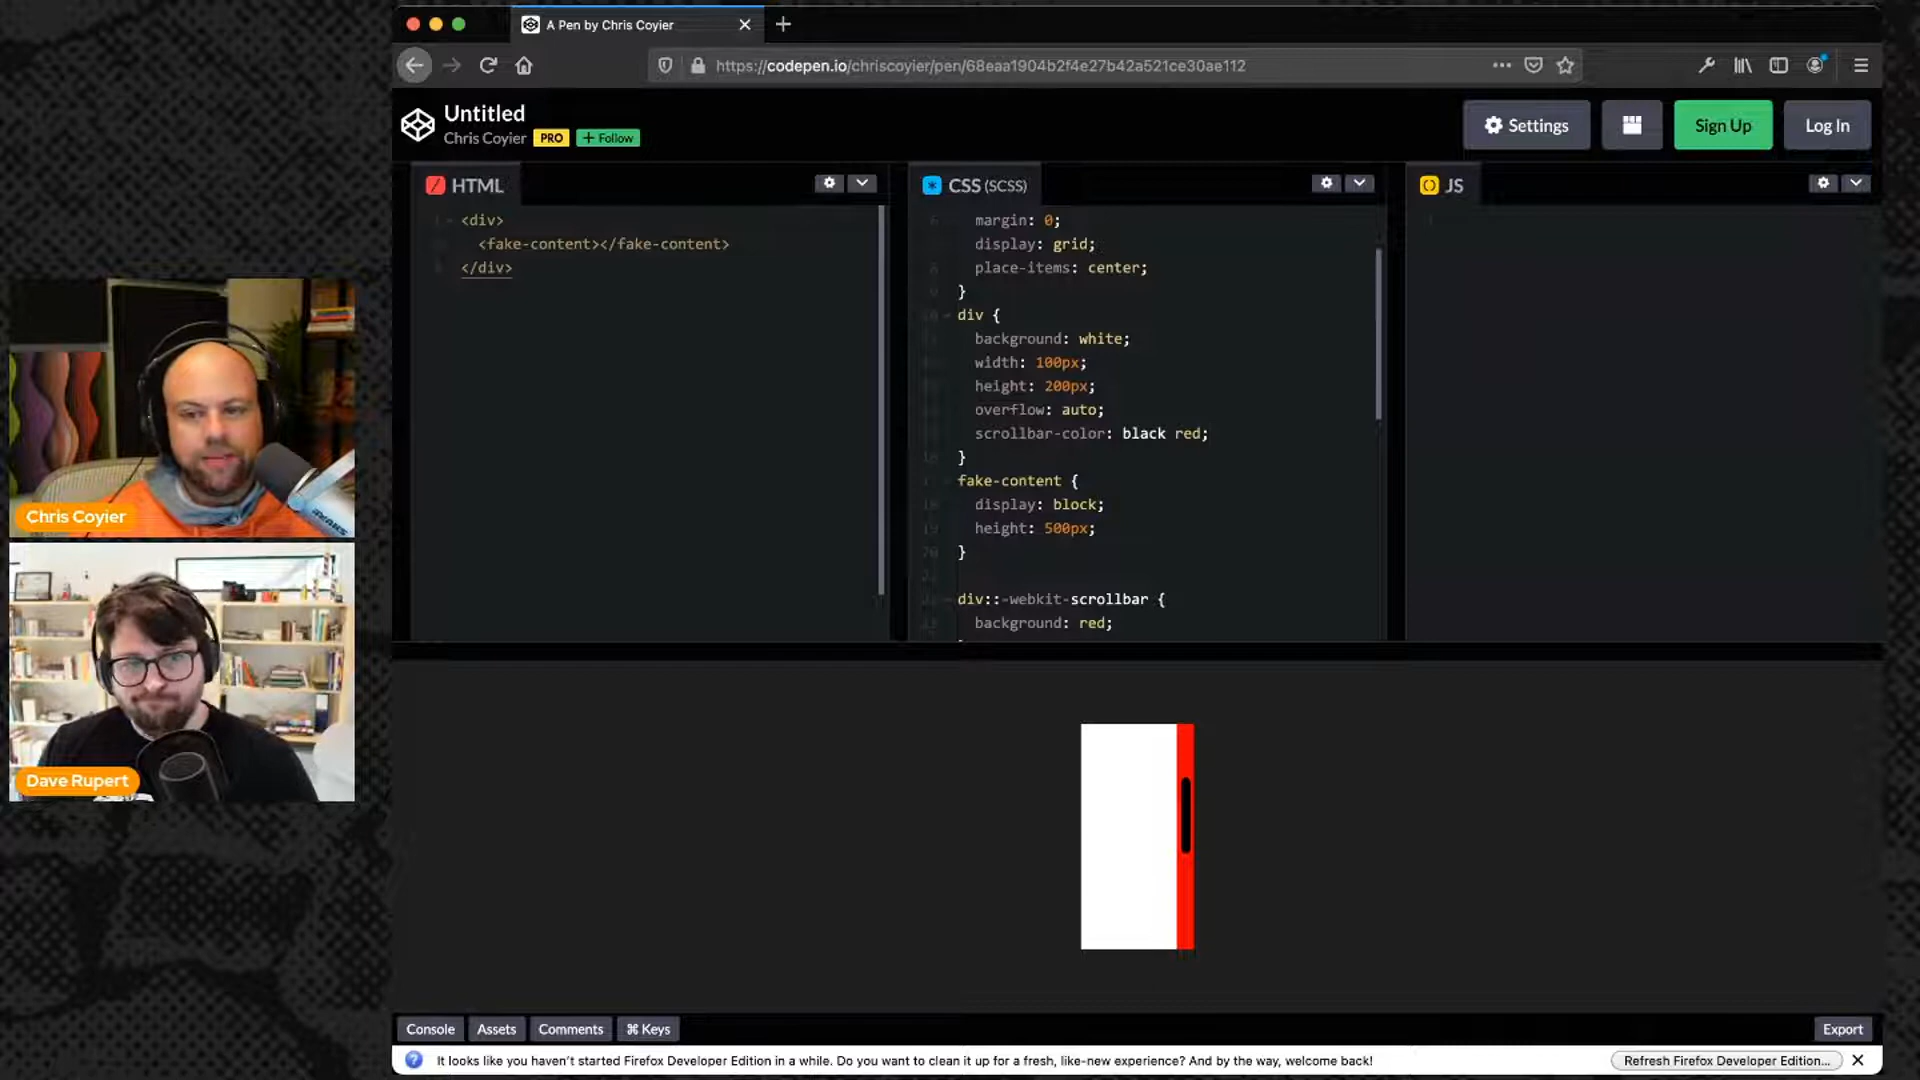 A Pen by Chris Coyier
https://codepen.io/chriscoyier/pen/68eaa1904b2f4e27b42a521ce30ae112
Untitled
Chris Coyier PRO + Follow
Settings
Sign Up
Log In
HTML
<div>
<fake-content></fake-content>
</div>
CSS (SCSS)
margin: 0;
display: grid;
place-items: center;
}
div {
background: white;
width: 100px;
height: 200px;
overflow: auto;
scrollbar-color: black red;
}
fake-content {
display: block;
height: 500px;
}
div::-webkit-scrollbar {
background: red;
JS
Chris Coyier
Dave Rupert
Console
Assets
Comments
⌘ Keys
Export
It looks like you haven't started Firefox Developer Edition in a while. Do you want to clean it up for a fresh, like-new experience? And by the way, welcome back!
Refresh Firefox Developer Edition...